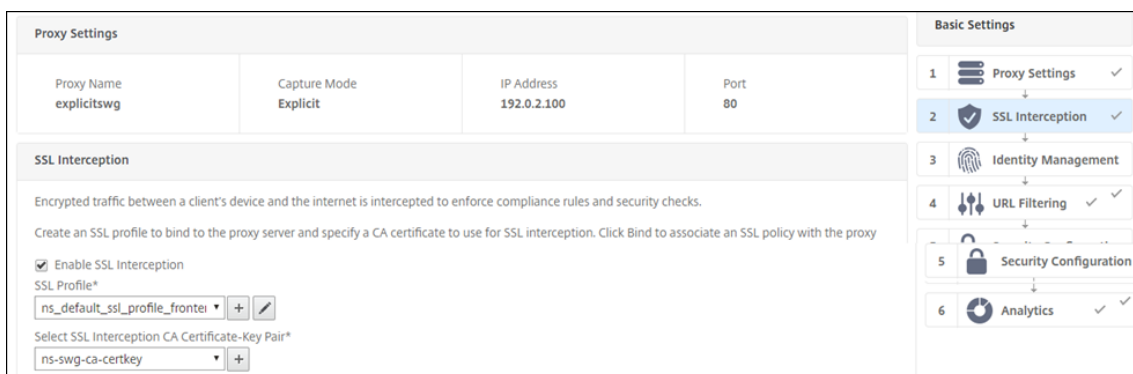 Proxy Settings
Proxy Name
explicitswg
Capture Mode
Explicit
IP Address
192.0.2.100
Port
80
SSL Interception
Encrypted traffic between a client's device and the internet is intercepted to enforce compliance rules and security checks.
Create an SSL profile to bind to the proxy server and specify a CA certificate to use for SSL interception. Click Bind to associate an SSL policy with the proxy
Enable SSL Interception
SSL Profile*
ns_default_ssl_profile_fronter
+
Select SSL Interception CA Certificate-Key Pair*
ns-swg-ca-certkey
+
Basic Settings
1 Proxy Settings
2 SSL Interception
3 Identity Management
4 URL Filtering
5 Security Configuration
6 Analytics